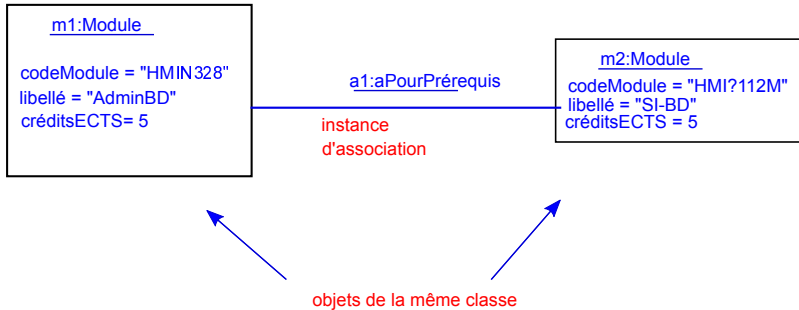 m1:Module
codeModule = "HMIN328"
libellé = "AdminBD"
créditsECTS= 5
a1:aPourPrérequis
instance
d'association
m2:Module
codeModule = "HMI?112M"
libellé = "SI-BD"
créditsECTS = 5
objets de la même classe